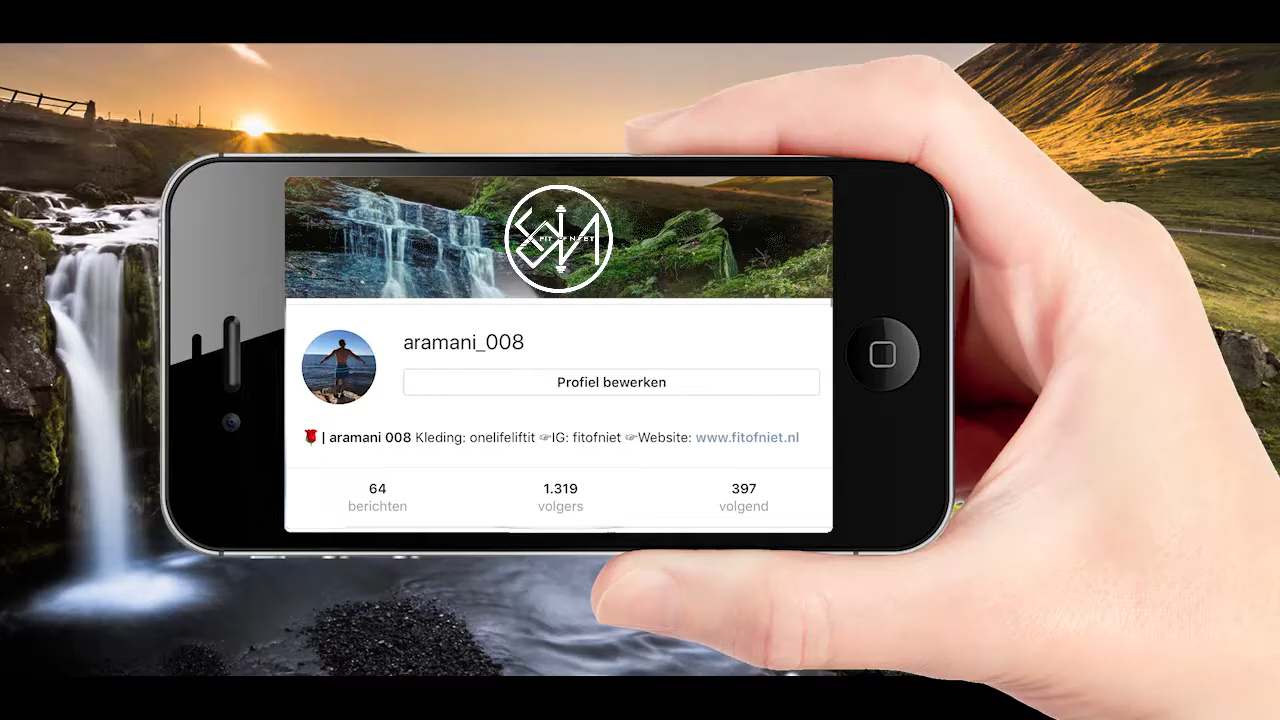 FIT OF NIET
aramani_008
Profiel bewerken
🌹 | aramani 008 Kleding: onelifeliftit ☞IG: fitofniet ☞Website: www.fitofniet.nl
64 1.319 397
berichten volgers volgend